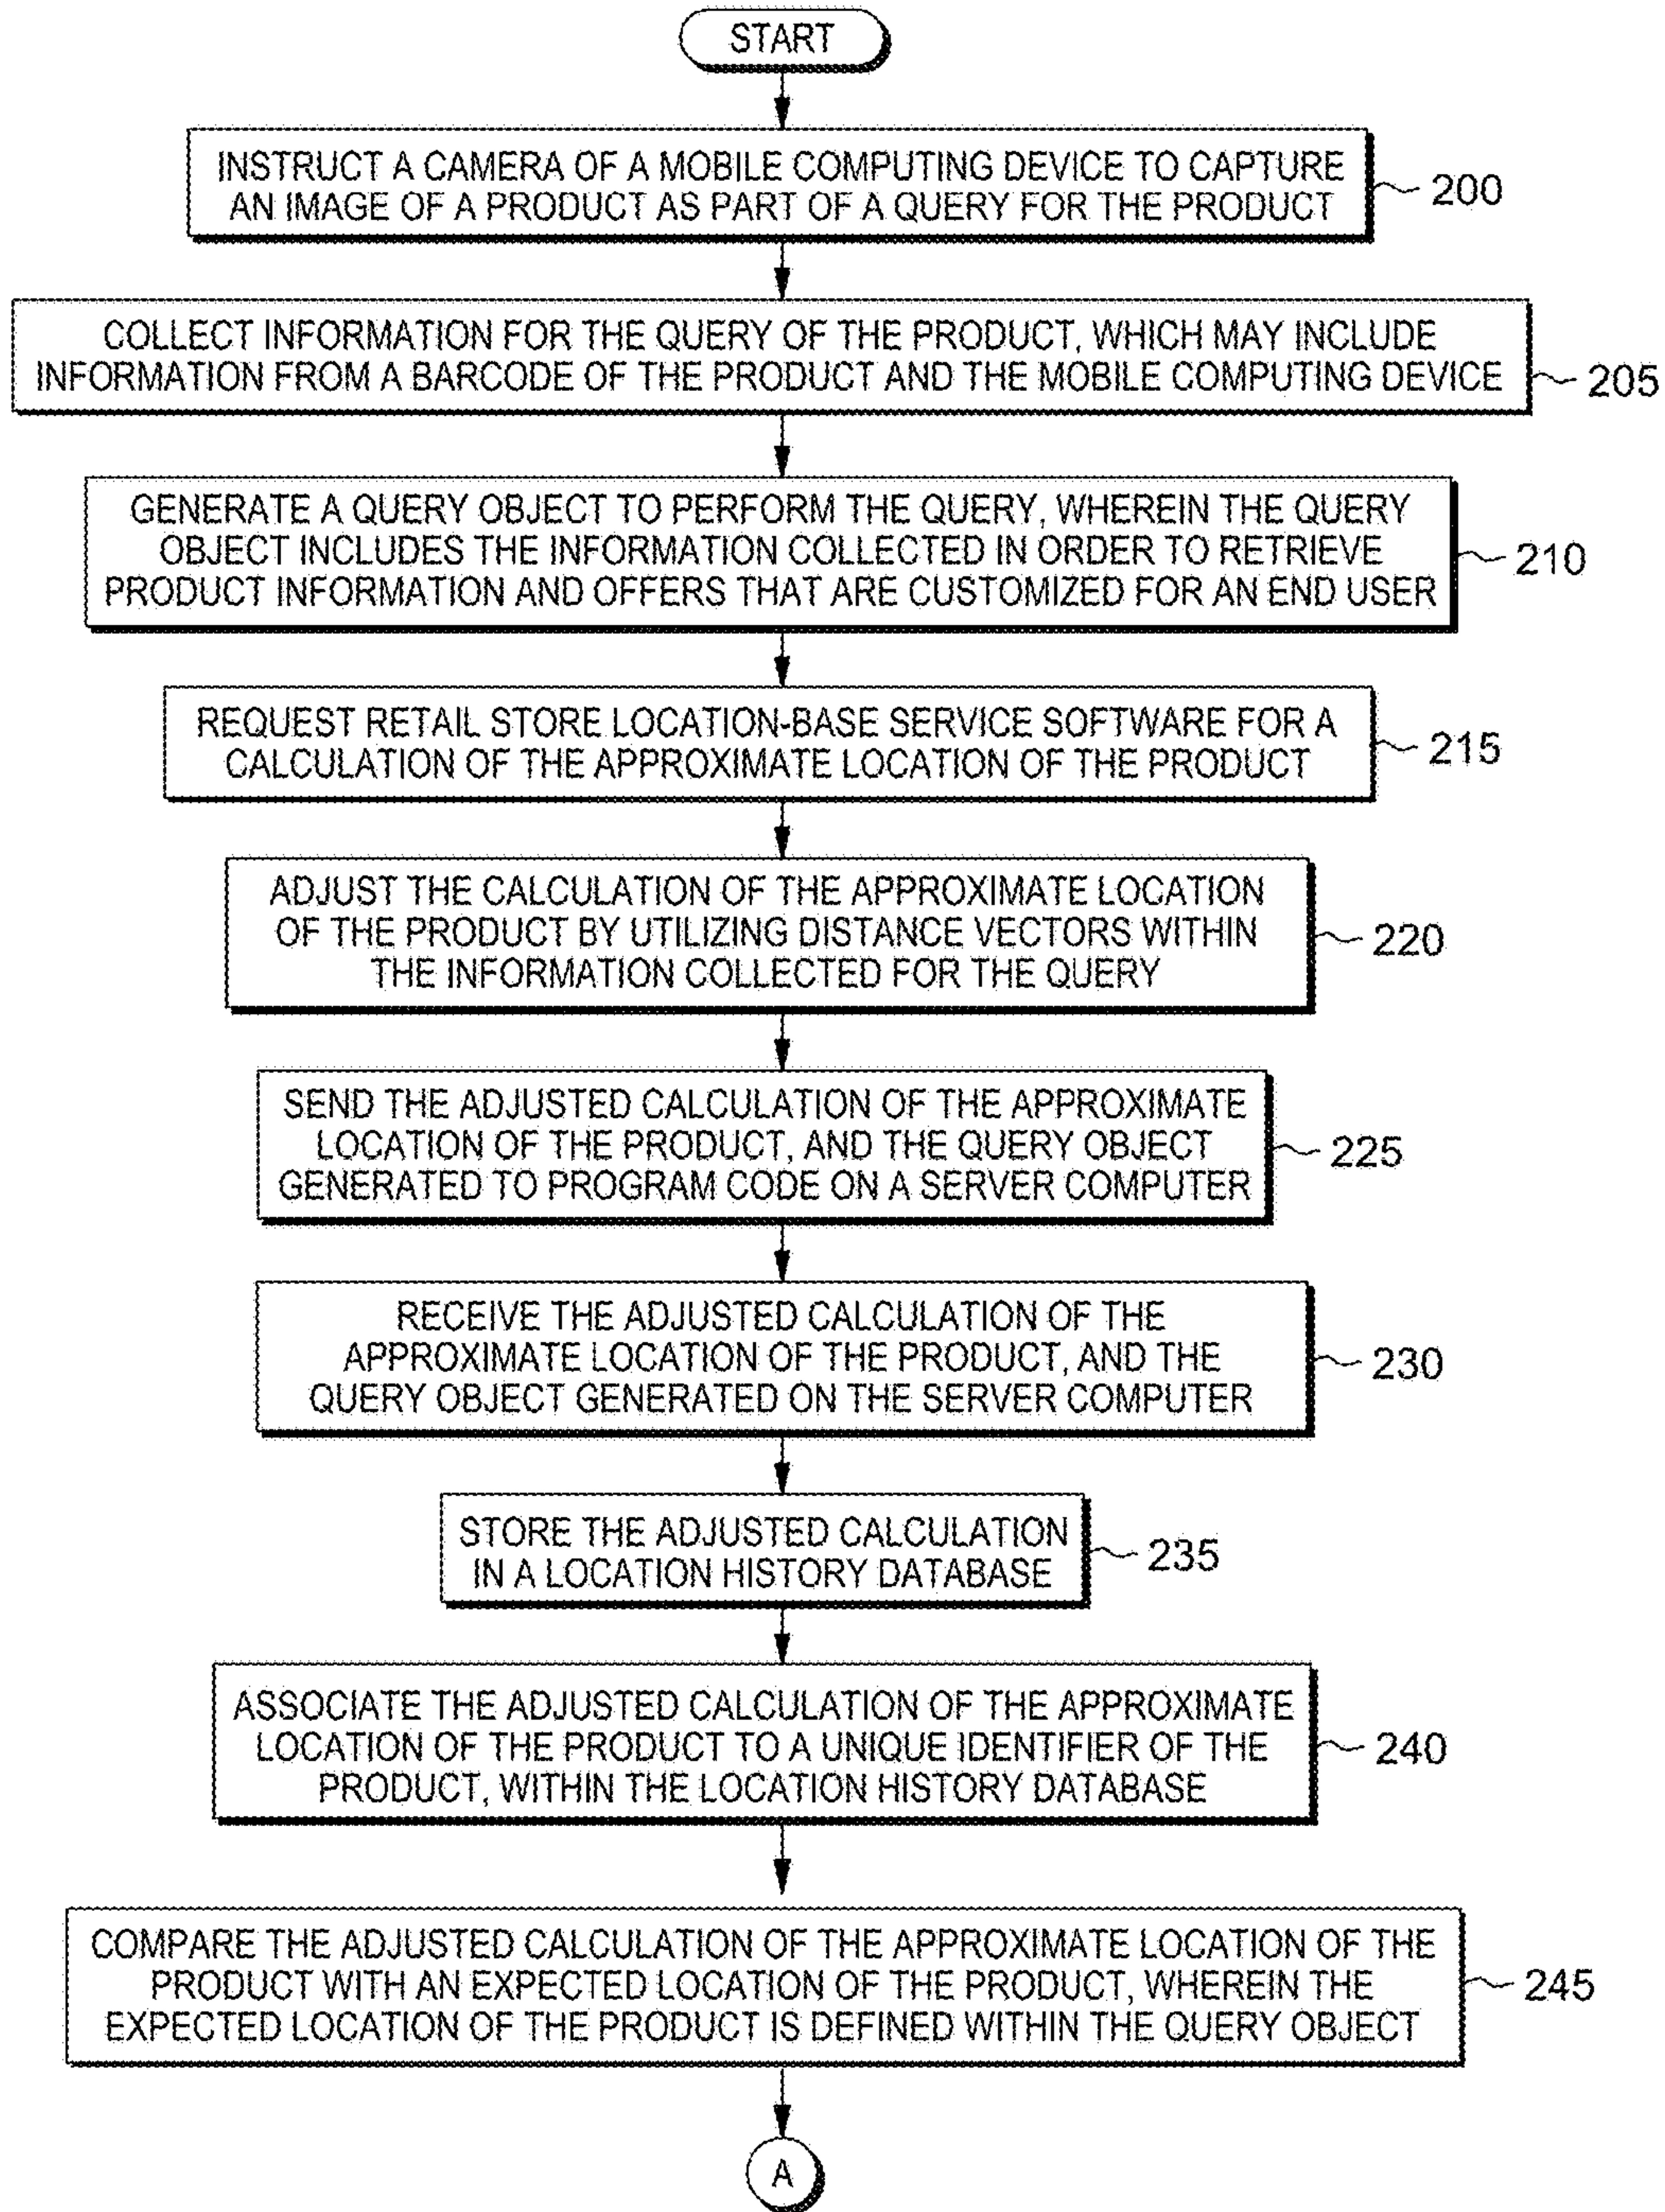 START
INSTRUCT A CAMERA OF A MOBILE COMPUTING DEVICE TO CAPTURE
AN IMAGE OF A PRODUCT AS PART OF A QUERY FOR THE PRODUCT
200
COLLECT INFORMATION FOR THE QUERY OF THE PRODUCT, WHICH MAY INCLUDE
INFORMATION FROM A BARCODE OF THE PRODUCT AND THE MOBILE COMPUTING DEVICE
205
GENERATE A QUERY OBJECT TO PERFORM THE QUERY, WHEREIN THE QUERY
OBJECT INCLUDES THE INFORMATION COLLECTED IN ORDER TO RETRIEVE
PRODUCT INFORMATION AND OFFERS THAT ARE CUSTOMIZED FOR AN END USER
210
REQUEST RETAIL STORE LOCATION-BASE SERVICE SOFTWARE FOR A
CALCULATION OF THE APPROXIMATE LOCATION OF THE PRODUCT
215
ADJUST THE CALCULATION OF THE APPROXIMATE LOCATION
OF THE PRODUCT BY UTILIZING DISTANCE VECTORS WITHIN
THE INFORMATION COLLECTED FOR THE QUERY
220
SEND THE ADJUSTED CALCULATION OF THE APPROXIMATE
LOCATION OF THE PRODUCT, AND THE QUERY OBJECT
GENERATED TO PROGRAM CODE ON A SERVER COMPUTER
225
RECEIVE THE ADJUSTED CALCULATION OF THE
APPROXIMATE LOCATION OF THE PRODUCT, AND THE
QUERY OBJECT GENERATED ON THE SERVER COMPUTER
230
STORE THE ADJUSTED CALCULATION
IN A LOCATION HISTORY DATABASE
235
ASSOCIATE THE ADJUSTED CALCULATION OF THE APPROXIMATE
LOCATION OF THE PRODUCT TO A UNIQUE IDENTIFIER OF THE
PRODUCT, WITHIN THE LOCATION HISTORY DATABASE
240
COMPARE THE ADJUSTED CALCULATION OF THE APPROXIMATE LOCATION OF THE
PRODUCT WITH AN EXPECTED LOCATION OF THE PRODUCT, WHEREIN THE
EXPECTED LOCATION OF THE PRODUCT IS DEFINED WITHIN THE QUERY OBJECT
245
A